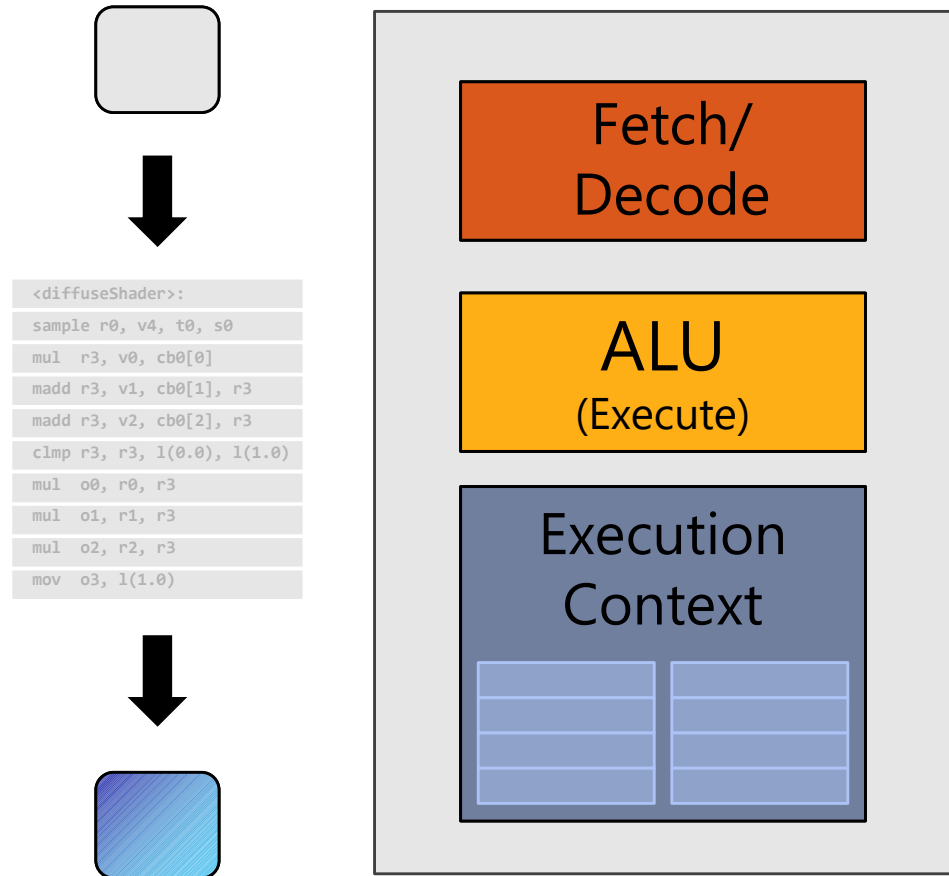 <diffuseShader>:
sample r0, v4, t0, s0
mul  r3, v0, cb0[0]
madd r3, v1, cb0[1], r3
madd r3, v2, cb0[2], r3
clmp r3, r3, l(0.0), l(1.0)
mul  o0, r0, r3
mul  o1, r1, r3
mul  o2, r2, r3
mov  o3, l(1.0)
Fetch/
Decode
ALU
(Execute)
Execution
Context